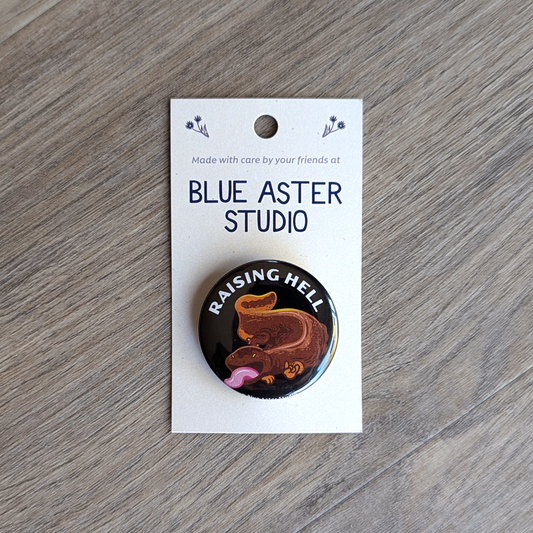 Made with care by your friends at
BLUE ASTER
STUDIO
RAISING HELL